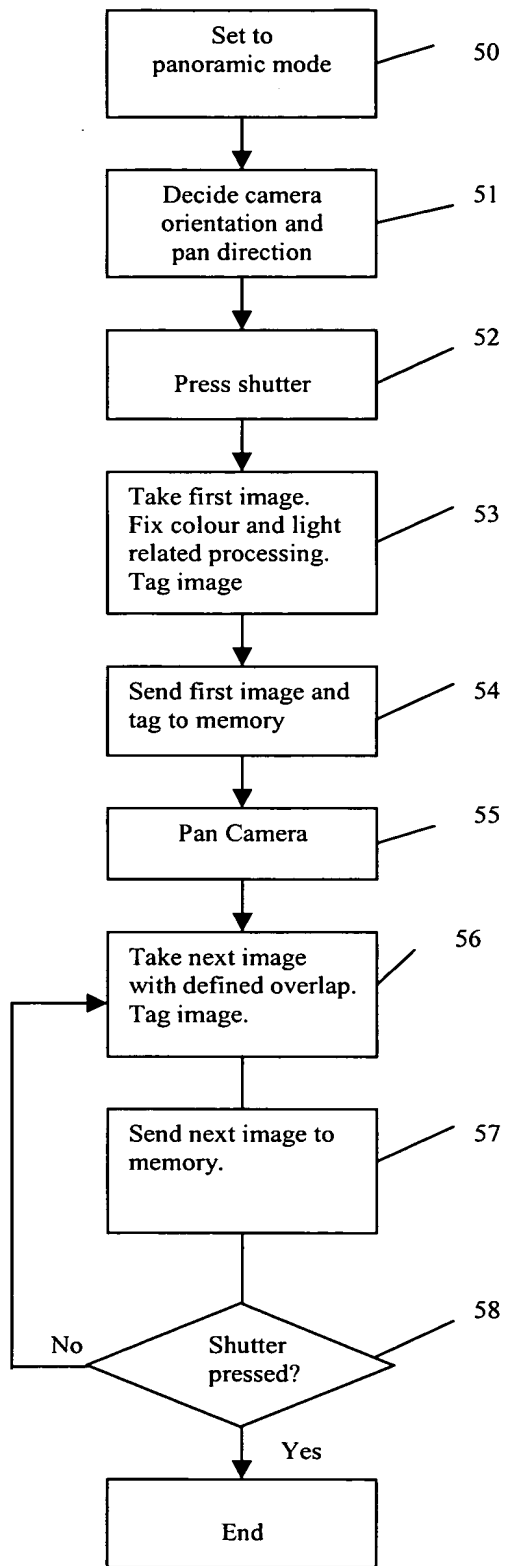 Set to
panoramic mode
50
Decide camera
orientation and
pan direction
51
Press shutter
52
Take first image.
Fix colour and light
related processing.
Tag image
53
Send first image and
tag to memory
54
Pan Camera
55
Take next image
with defined overlap.
Tag image.
56
Send next image to
memory.
57
Shutter
pressed?
58
No
Yes
End